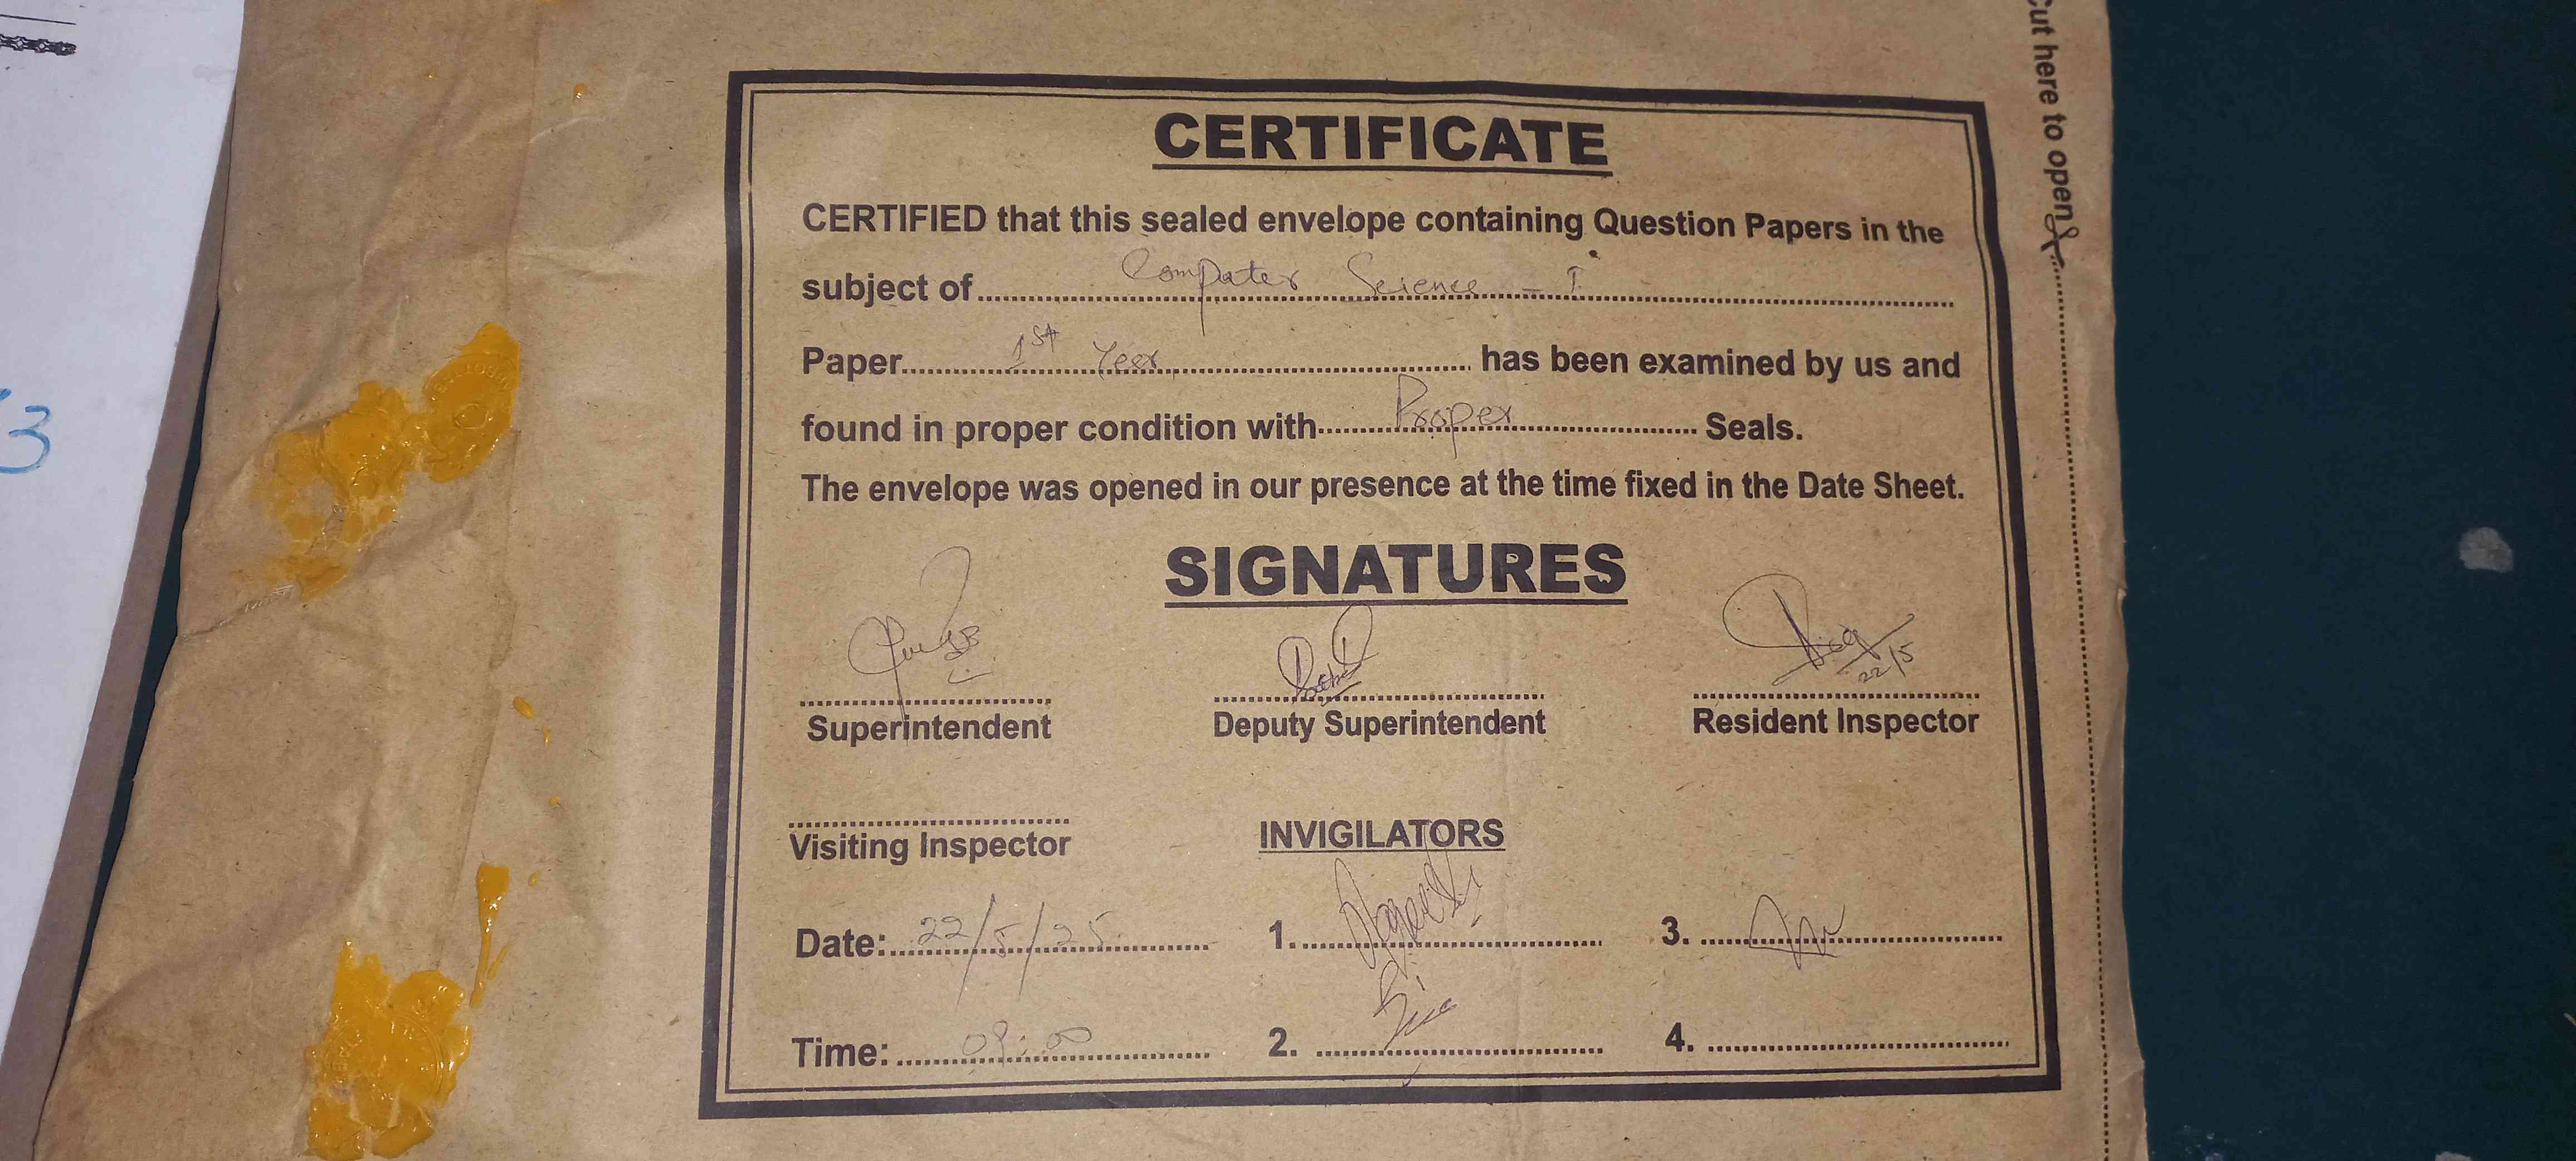 Cut here to open
CERTIFICATE
CERTIFIED that this sealed envelope containing Question Papers in the
subject of Computer Science - I
Paper 1st Year has been examined by us and
found in proper condition with Proper Seals.
The envelope was opened in our presence at the time fixed in the Date Sheet.
SIGNATURES
22/5
Superintendent Deputy Superintendent Resident Inspector
Visiting Inspector INVIGILATORS
Date: 22/5/25 1. 3.
Time: 09:00 2. 4.
3